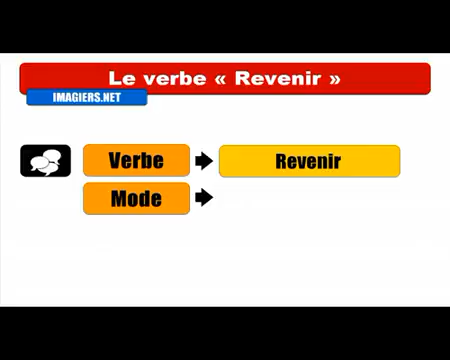 Le verbe « Revenir »
IMAGIERS.NET
Verbe
Revenir
Mode